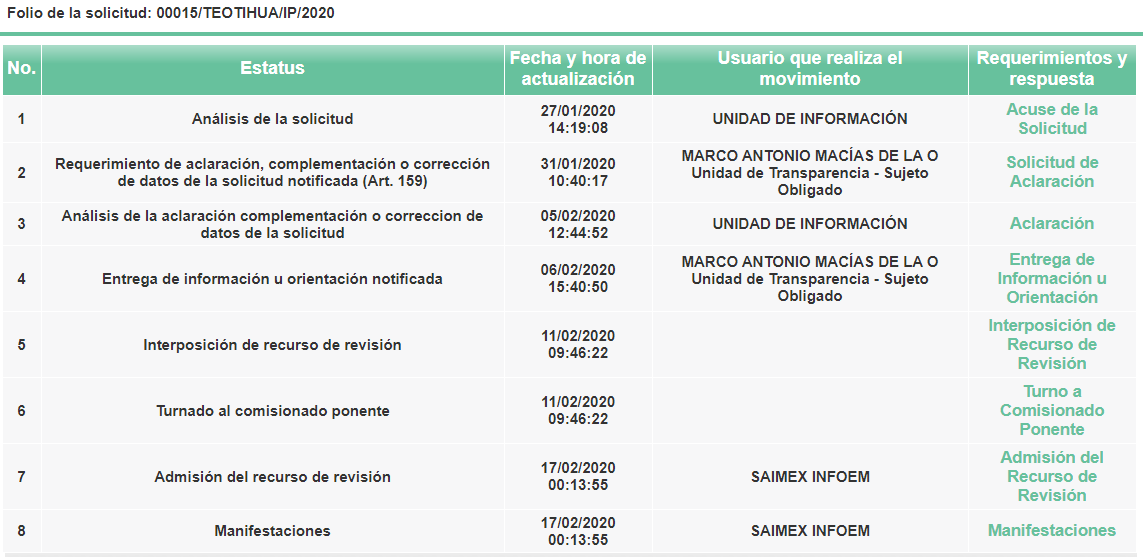 Folio de la solicitud: 00015/TEOTIHUA/IP/2020
No.
Estatus
Fecha y hora de
actualización
Usuario que realiza el
movimiento
Requerimientos y
respuesta
1
Análisis de la solicitud
27/01/2020
14:19:08
UNIDAD DE INFORMACIÓN
Acuse de la
Solicitud
2
Requerimiento de aclaración, complementación o corrección
de datos de la solicitud notificada (Art. 159)
31/01/2020
10:40:17
MARCO ANTONIO MACÍAS DE LA O
Unidad de Transparencia - Sujeto
Obligado
Solicitud de
Aclaración
3
Análisis de la aclaración complementación o correccion de
datos de la solicitud
05/02/2020
12:44:52
UNIDAD DE INFORMACIÓN
Aclaración
4
Entrega de información u orientación notificada
06/02/2020
15:40:50
MARCO ANTONIO MACÍAS DE LA O
Unidad de Transparencia - Sujeto
Obligado
Entrega de
Información u
Orientación
5
Interposición de recurso de revisión
11/02/2020
09:46:22
Interposición de
Recurso de
Revisión
6
Turnado al comisionado ponente
11/02/2020
09:46:22
Turno a
Comisionado
Ponente
7
Admisión del recurso de revisión
17/02/2020
00:13:55
SAIMEX INFOEM
Admisión del
Recurso de
Revisión
8
Manifestaciones
17/02/2020
00:13:55
SAIMEX INFOEM
Manifestaciones